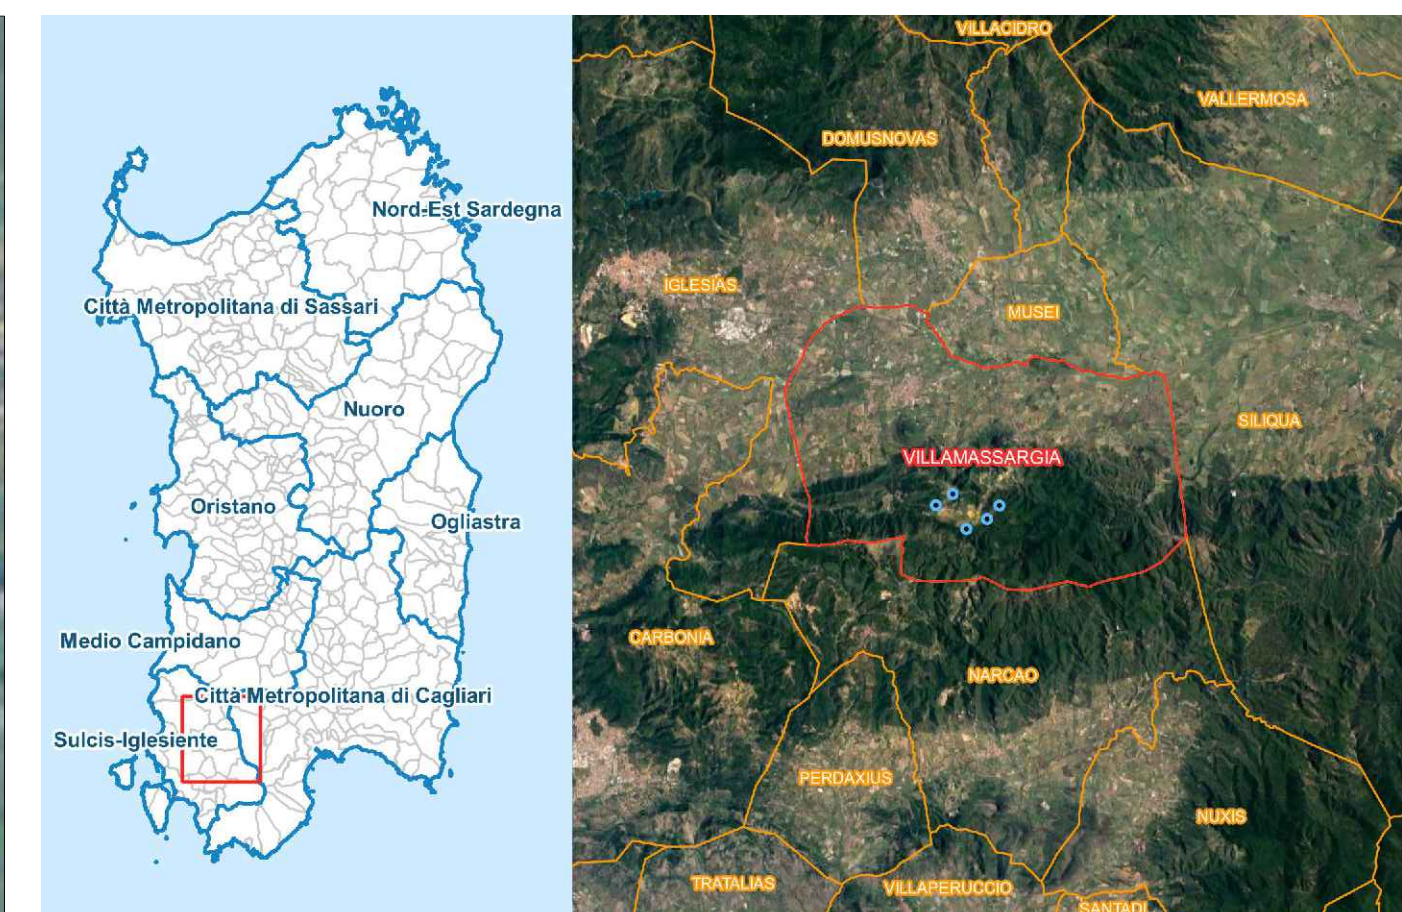 Nord-Est Sardegna
Città Metropolitana di Sassari
Nuoro
Oristano
Ogliastra
Medio Campidano
Città Metropolitana di Cagliari
Sulcis-Iglesiente
VILLACIDRO
VALLERMOSA
DOMUSNOVAS
IGLESIAS
MUSEI
SILIQUA
VILLAMASSARGIA
CARBONIA
NARCAO
PERDAXIUS
NUXIS
TRATALIAS
VILLAPERUCCIO
SANTADI